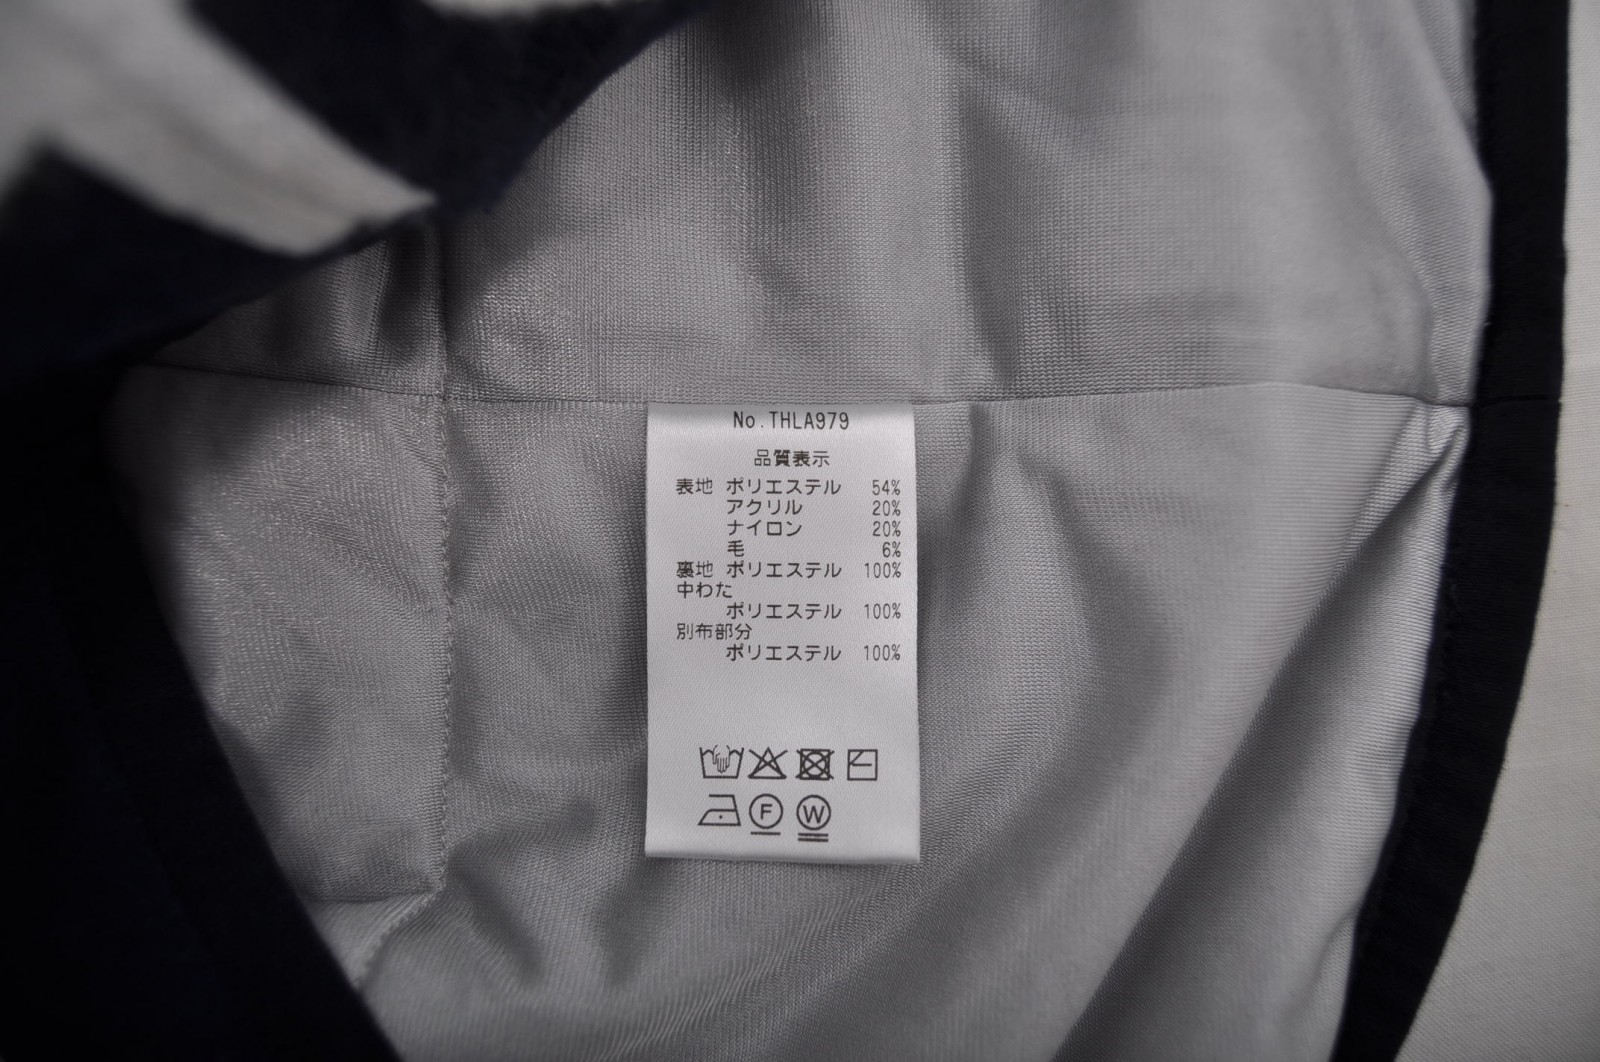 No.THLA979
品質表示
表地 ポリエステル 54%
アクリル 20%
ナイロン 20%
毛 6%
裏地 ポリエステル 100%
中わた
ポリエステル 100%
別布部分
ポリエステル 100%
F W